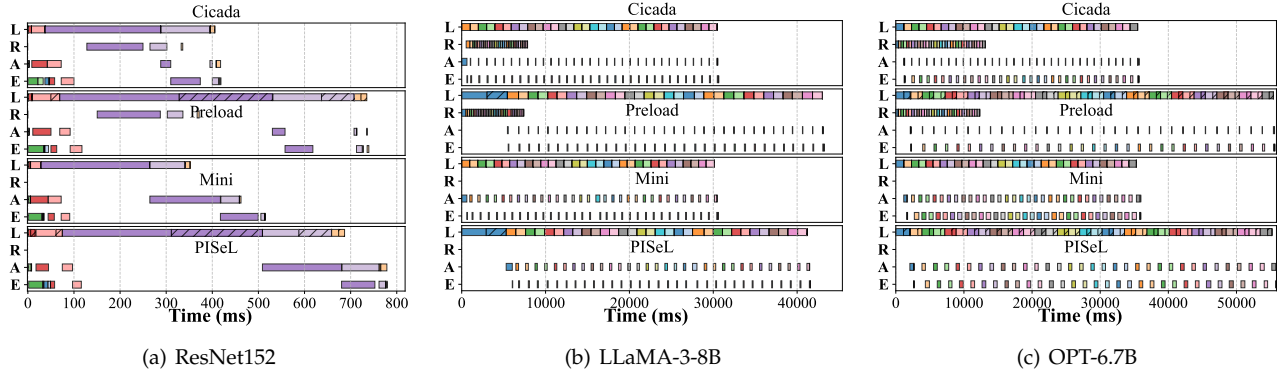 Cicada
L
R
A
E
Preload
L
R
A
E
Mini
L
R
A
E
PISeL
L
R
A
E
0 100 200 300 400 500 600 700 800
Time (ms)
(a) ResNet152
Cicada
L
R
A
E
Preload
L
R
A
E
Mini
L
R
A
E
PISeL
L
R
A
E
0 10000 20000 30000 40000
Time (ms)
(b) LLaMA-3-8B
Cicada
L
R
A
E
Preload
L
R
A
E
Mini
L
R
A
E
PISeL
L
R
A
E
0 10000 20000 30000 40000 50000
Time (ms)
(c) OPT-6.7B